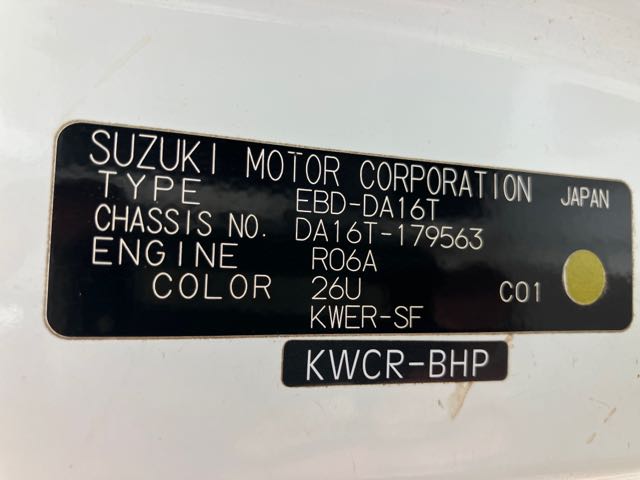 SUZUKI MOTOR CORPORATION JAPAN
TYPE EBD-DA16T
CHASSIS NO. DA16T-179563
ENGINE R06A
COLOR 26U C01
KWER-SF
KWCR-BHP